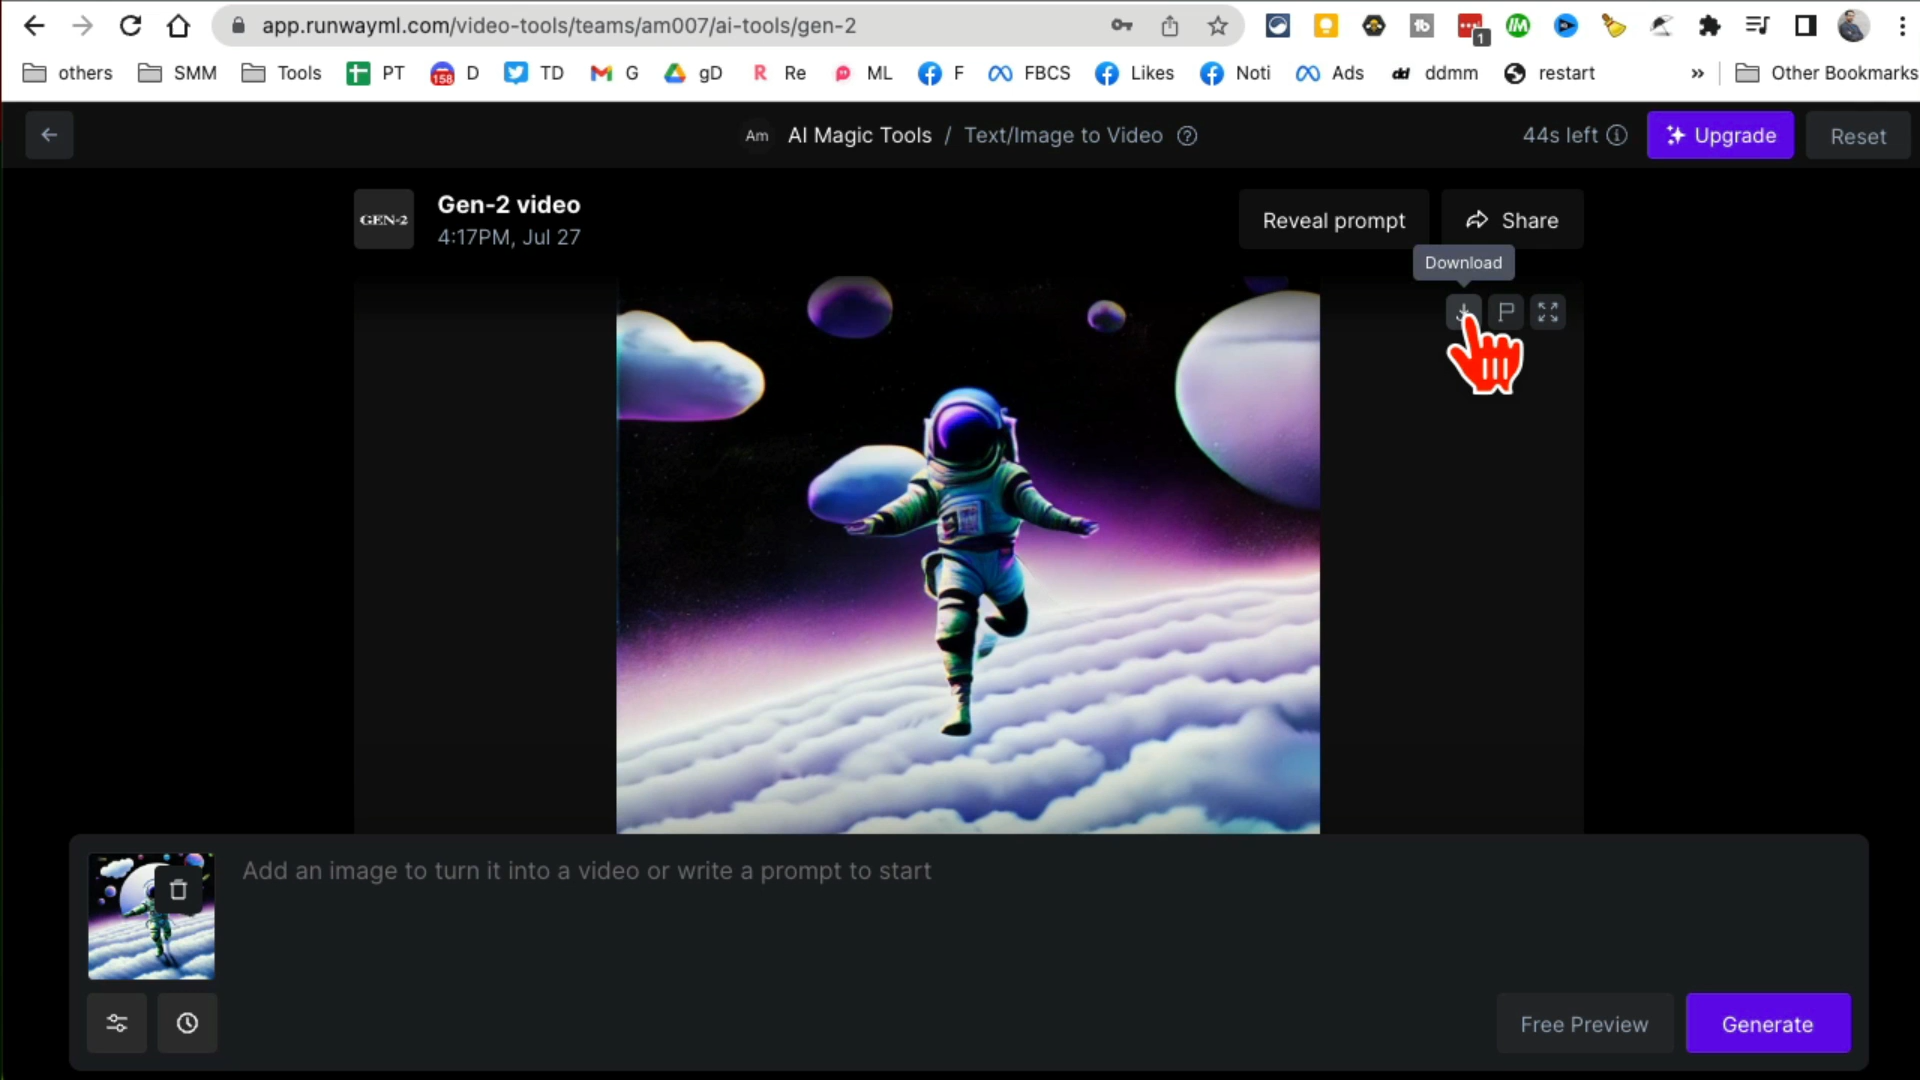 app.runwayml.com/video-tools/teams/am007/ai-tools/gen-2
1
others SMM Tools PT 158 D TD G gD Re ML F FBCS Likes Noti Ads dd ddmm restart » Other Bookmarks
Am AI Magic Tools / Text/Image to Video ? 44s left Upgrade Reset
GEN-2 Gen-2 video
4:17PM, Jul 27
Reveal prompt Share
Download
Add an image to turn it into a video or write a prompt to start
Free Preview Generate